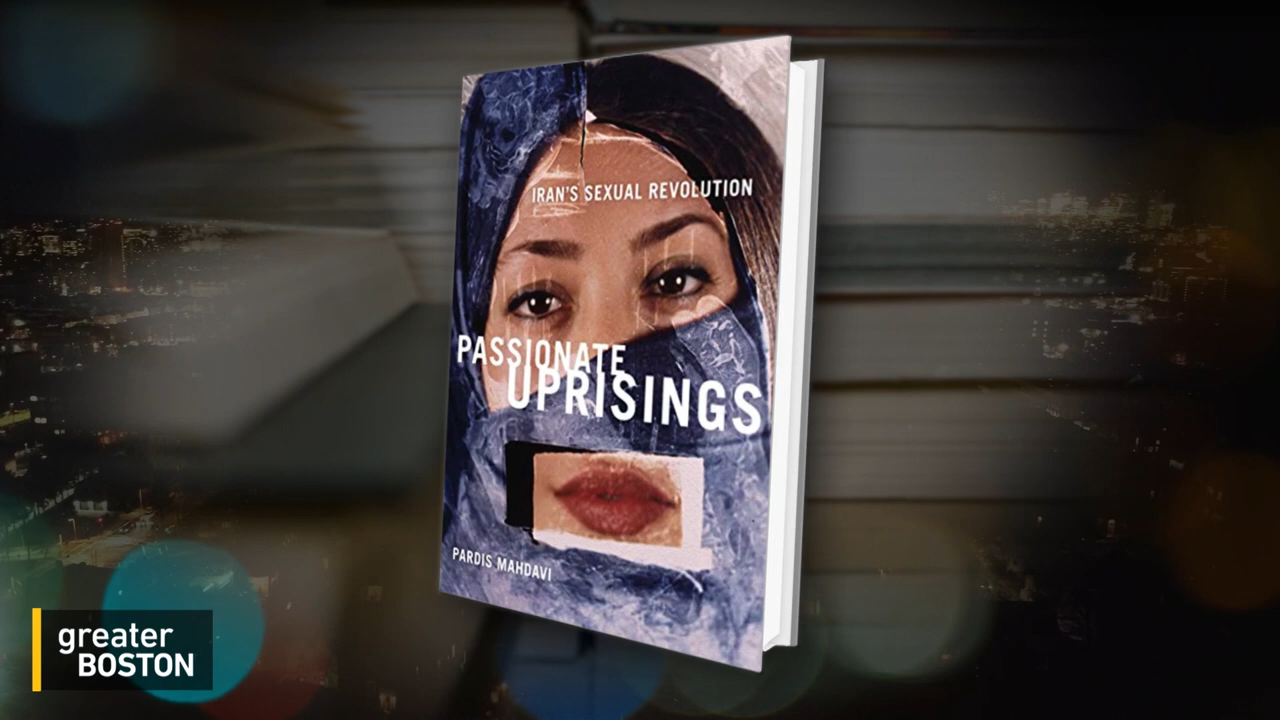 IRAN'S SEXUAL REVOLUTION
PASSIONATE
UPRISINGS
PARDIS MAHDAVI
greater
BOSTON